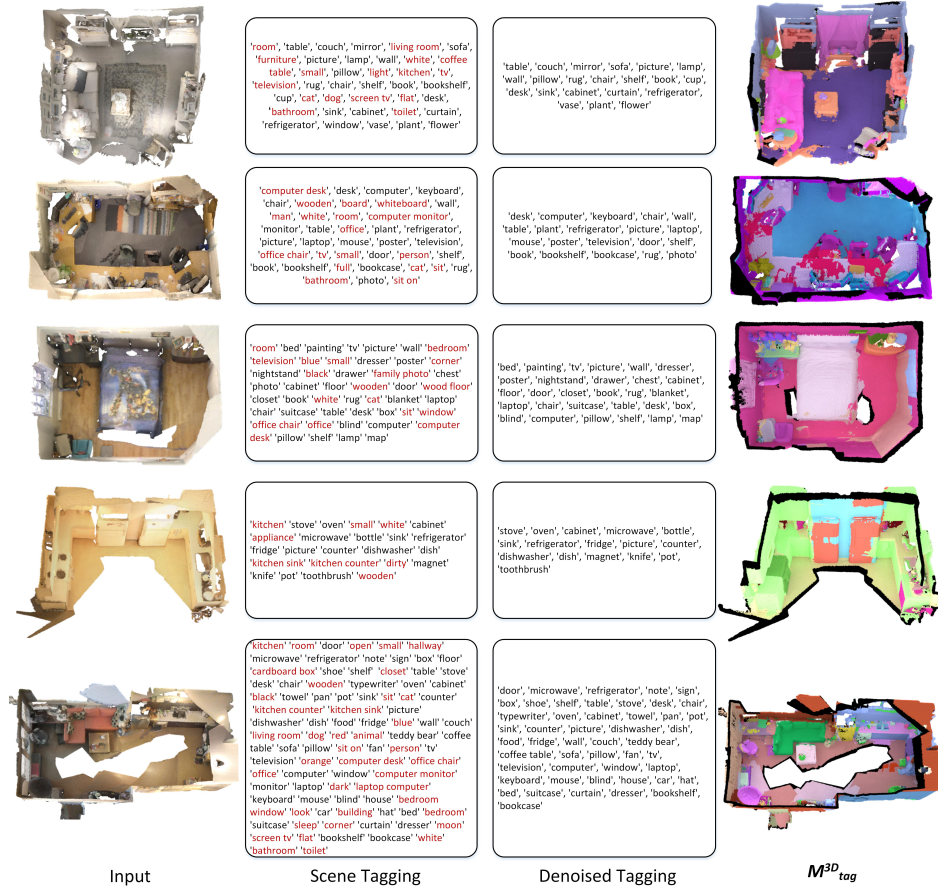 'room', 'table', 'couch', 'mirror', 'living room', 'sofa',
'furniture', 'picture', 'lamp', 'wall', 'white', 'coffee
table', 'small', 'pillow', 'light', 'kitchen', 'tv',
'television', 'rug', 'chair', 'shelf', 'book', 'bookshelf',
'cup', 'cat', 'dog', 'screen tv', 'flat', 'desk',
'bathroom', 'sink', 'cabinet', 'toilet', 'curtain',
'refrigerator', 'window', 'vase', 'plant', 'flower'
'table', 'couch', 'mirror', 'sofa', 'picture', 'lamp',
'wall', 'pillow', 'rug', 'chair', 'shelf', 'book', 'cup',
'desk', 'sink', 'cabinet', 'curtain', 'refrigerator',
'vase', 'plant', 'flower'
'computer desk', 'desk', 'computer', 'keyboard',
'chair', 'wooden', 'board', 'whiteboard', 'wall',
'man', 'white', 'room', 'computer monitor',
'monitor', 'table', 'office', 'plant', 'refrigerator',
'picture', 'laptop', 'mouse', 'poster', 'television',
'office chair', 'tv', 'small', 'door', 'person', 'shelf',
'book', 'bookshelf', 'full', 'bookcase', 'cat', 'sit', 'rug',
'bathroom', 'photo', 'sit on'
'desk', 'computer', 'keyboard', 'chair', 'wall',
'table', 'plant', 'refrigerator', 'picture', 'laptop',
'mouse', 'poster', 'television', 'door', 'shelf',
'book', 'bookshelf', 'bookcase', 'rug', 'photo'
'room' 'bed' 'painting' 'tv' 'picture' 'wall' 'bedroom'
'television' 'blue' 'small' 'dresser' 'poster' 'corner'
'nightstand' 'black' 'drawer' 'family photo' 'chest'
'photo' 'cabinet' 'floor' 'wooden' 'door' 'wood floor'
'closet' 'book' 'white' 'rug' 'cat' 'blanket' 'laptop'
'chair' 'suitcase' 'table' 'desk' 'box' 'sit' 'window'
'office chair' 'office' 'blind' 'computer' 'computer
desk' 'pillow' 'shelf' 'lamp' 'map'
'bed', 'painting', 'tv', 'picture', 'wall', 'dresser',
'poster', 'nightstand', 'drawer', 'chest', 'cabinet',
'floor', 'door', 'closet', 'book', 'rug', 'blanket',
'laptop', 'chair', 'suitcase', 'table', 'desk', 'box',
'blind', 'computer', 'pillow', 'shelf', 'lamp', 'map'
'kitchen' 'stove' 'oven' 'small' 'white' 'cabinet'
'appliance' 'microwave' 'bottle' 'sink' 'refrigerator'
'fridge' 'picture' 'counter' 'dishwasher' 'dish'
'kitchen sink' 'kitchen counter' 'dirty' 'magnet'
'knife' 'pot' 'toothbrush' 'wooden'
'stove', 'oven', 'cabinet', 'microwave', 'bottle',
'sink', 'refrigerator', 'fridge', 'picture', 'counter',
'dishwasher', 'dish', 'magnet', 'knife', 'pot',
'toothbrush'
'kitchen' 'room' 'door' 'open' 'small' 'hallway'
'microwave' 'refrigerator' 'note' 'sign' 'box' 'floor'
'cardboard box' 'shoe' 'shelf' 'closet' 'table' 'stove'
'desk' 'chair' 'wooden' 'typewriter' 'oven' 'cabinet'
'black' 'towel' 'pan' 'pot' 'sink' 'sit' 'cat' 'counter'
'kitchen counter' 'kitchen sink' 'picture'
'dishwasher' 'dish' 'food' 'fridge' 'blue' 'wall' 'couch'
'living room' 'dog' 'red' 'animal' 'teddy bear' 'coffee
table' 'sofa' 'pillow' 'sit on' 'fan' 'person' 'tv'
'television' 'orange' 'computer desk' 'office chair'
'office' 'computer' 'window' 'computer monitor'
'monitor' 'laptop' 'dark' 'laptop computer'
'keyboard' 'mouse' 'blind' 'house' 'bedroom
window' 'look' 'car' 'building' 'hat' 'bed' 'bedroom'
'suitcase' 'sleep' 'corner' 'curtain' 'dresser' 'moon'
'screen tv' 'flat' 'bookshelf' 'bookcase' 'white'
'bathroom' 'toilet'
'door', 'microwave', 'refrigerator', 'note', 'sign',
'box', 'shoe', 'shelf', 'table', 'stove', 'desk', 'chair',
'typewriter', 'oven', 'cabinet', 'towel', 'pan', 'pot',
'sink', 'counter', 'picture', 'dishwasher', 'dish',
'food', 'fridge', 'wall', 'couch', 'teddy bear',
'coffee table', 'sofa', 'pillow', 'fan', 'tv',
'television', 'computer', 'window', 'laptop',
'keyboard', 'mouse', 'blind', 'house', 'car', 'hat',
'bed', 'suitcase', 'curtain', 'dresser', 'bookshelf',
'bookcase'
Input
Scene Tagging
Denoised Tagging
M³ᴰtag